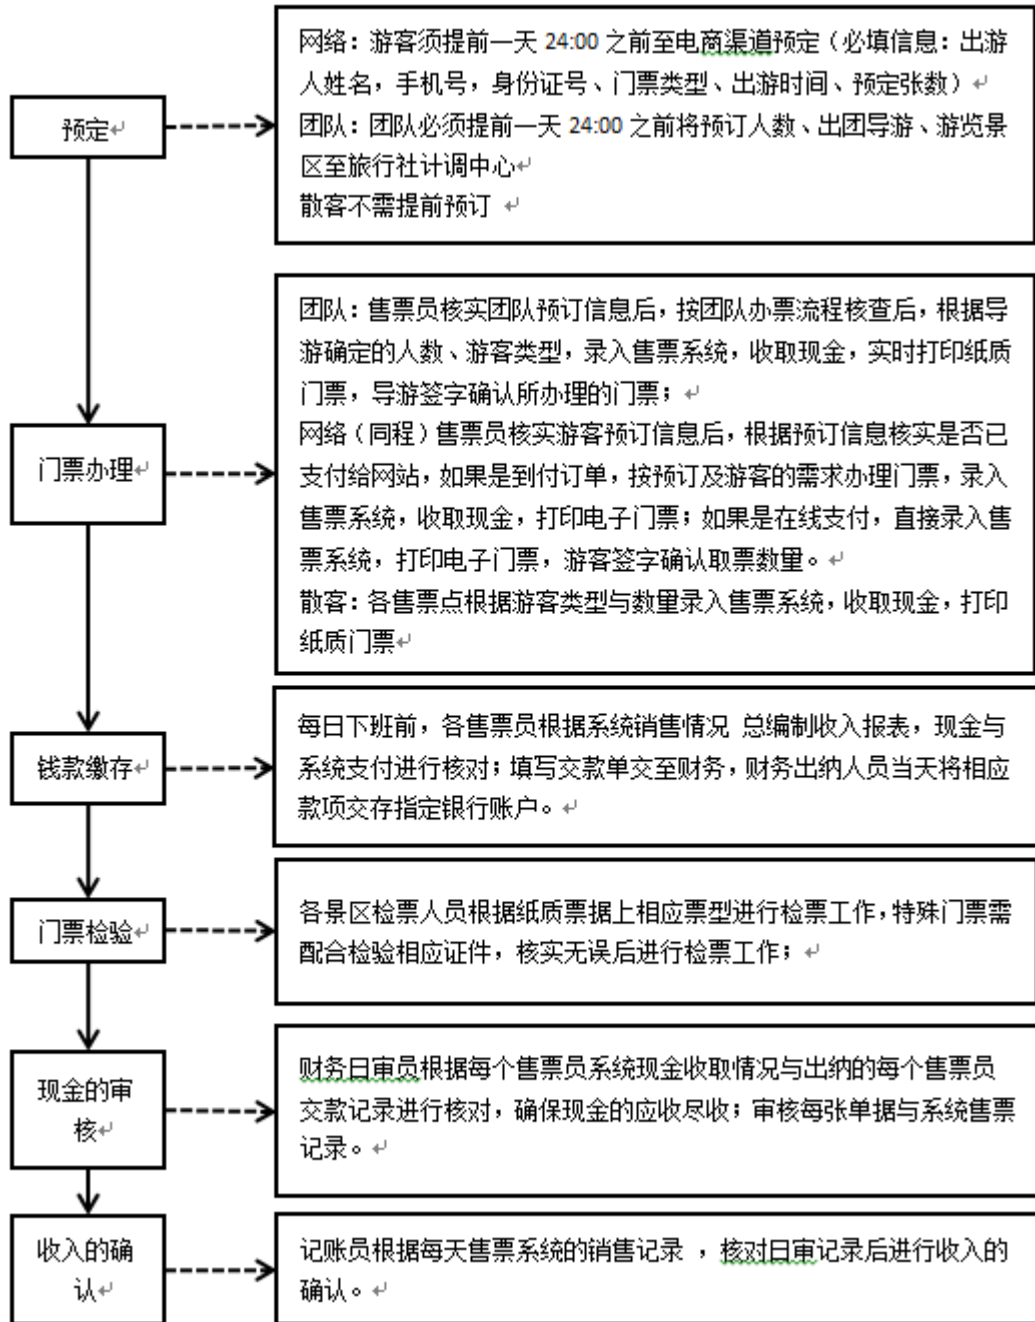 网络：游客须提前一天 24:00 之前至电商渠道预定（必填信息：出游
人姓名，手机号，身份证号、门票类型、出游时间、预定张数）
团队：团队必须提前一天 24:00 之前将预订人数、出团导游、游览景
区至旅行社计调中心
散客不需提前预订
预定
团队：售票员核实团队预订信息后，按团队办票流程核查后，根据导
游确定的人数、游客类型，录入售票系统，收取现金，实时打印纸质
门票，导游签字确认所办理的门票；
网络（同程）售票员核实游客预订信息后，根据预订信息核实是否已
支付给网站，如果是到付订单，按预订及游客的需求办理门票，录入
售票系统，收取现金，打印电子门票；如果是在线支付，直接录入售
票系统，打印电子门票，游客签字确认取票数量。
散客：各售票点根据游客类型与数量录入售票系统，收取现金，打印
纸质门票
门票办理
每日下班前，各售票员根据系统销售情况 总编制收入报表，现金与
系统支付进行核对；填写交款单交至财务，财务出纳人员当天将相应
款项交存指定银行账户。
钱款缴存
各景区检票人员根据纸质票据上相应票型进行检票工作，特殊门票需
配合检验相应证件，核实无误后进行检票工作；
门票检验
财务日审员根据每个售票员系统现金收取情况与出纳的每个售票员
交款记录进行核对，确保现金的应收尽收；审核每张单据与系统售票
记录。
现金的审
核
记账员根据每天售票系统的销售记录 ，核对日审记录后进行收入的
确认。
收入的确
认